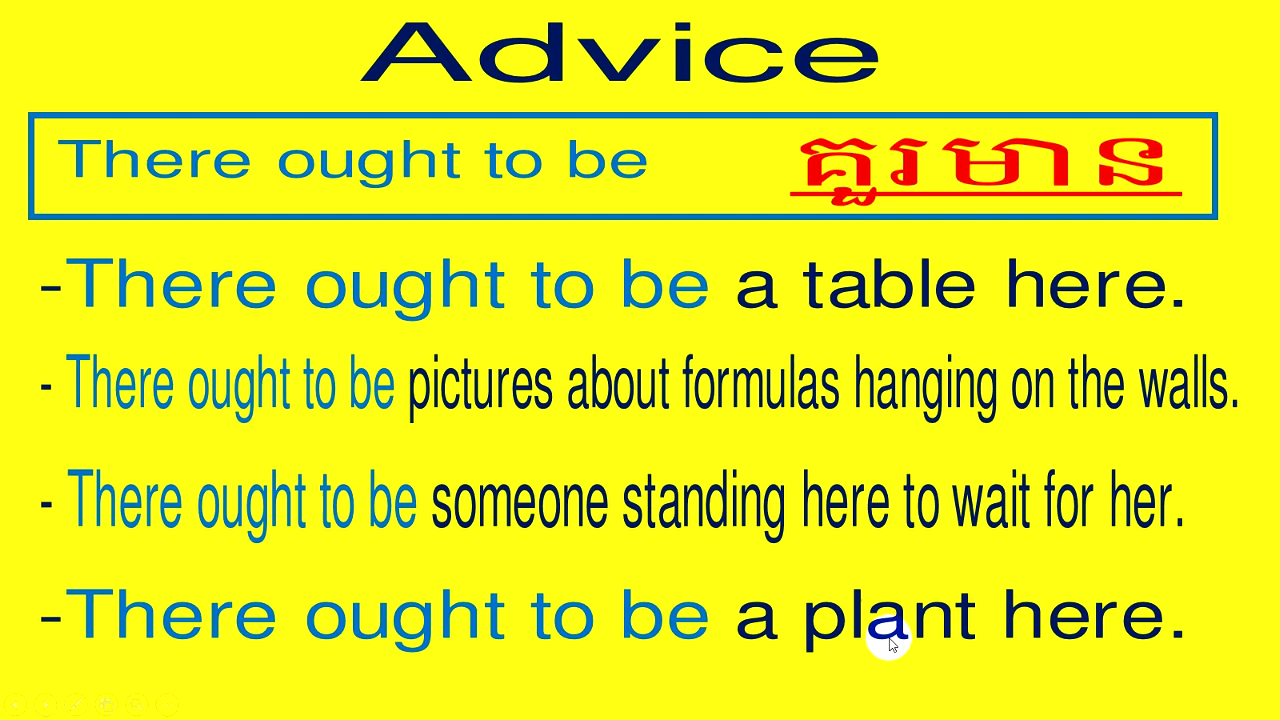 Advice
There ought to be គួរមាន
-There ought to be a table here.
- There ought to be pictures about formulas hanging on the walls.
- There ought to be someone standing here to wait for her.
-There ought to be a plant here.